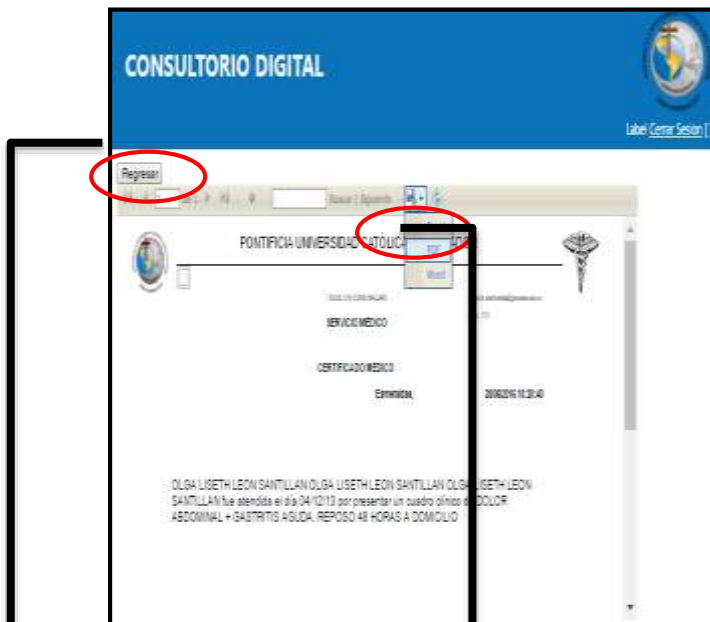 CONSULTORIO DIGITAL
Label Cerrar Sesion [
Regresar
Buscar | Siguiente
PDF
Word
PONTIFICIA UNIVERSIDAD CATÓLICA
SERVICIO MÉDICO
CERTIFICADO MÉDICO
Esmeraldas,
OLGA LISETH LEON SANTILLAN OLGA LISETH LEON SANTILLAN OLGA LISETH LEON
SANTILLAN fue atendida el día 04/12/13 por presentar un cuadro clínico de DOLOR
ABDOMINAL + GASTRITIS AGUDA. REPOSO 48 HORAS A DOMICILIO